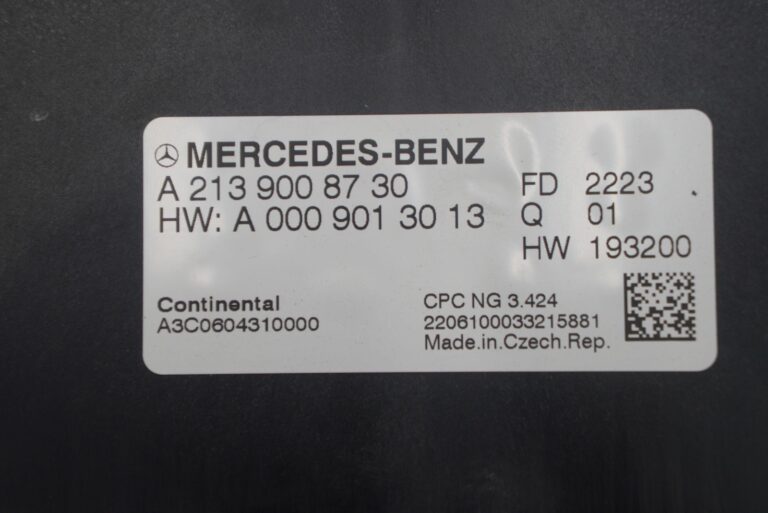 MERCEDES-BENZ
A 213 900 87 30
HW: A 000 901 30 13
FD 2223
Q 01
HW 193200
Continental
A3C0604310000
CPC NG 3.424
2206100033215881
Made.in.Czech.Rep.